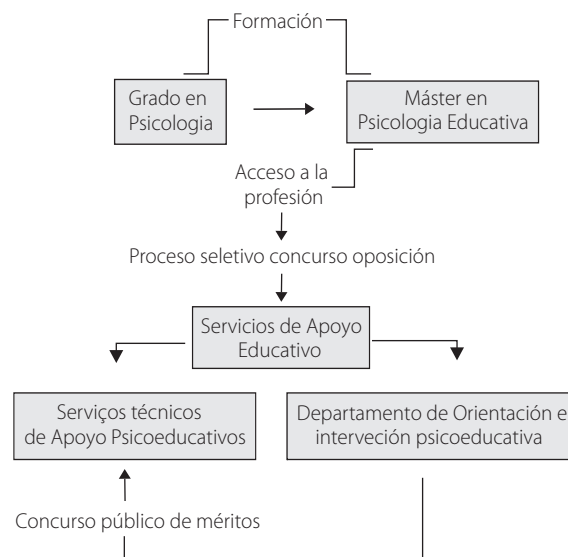 Formación
Grado en
Psicologia
Máster en
Psicologia Educativa
Acceso a la
profesión
Proceso seletivo concurso oposición
Servicios de Apoyo
Educativo
Serviços técnicos
de Apoyo Psicoeducativos
Departamento de Orientación e
interveción psicoeducativa
Concurso público de méritos